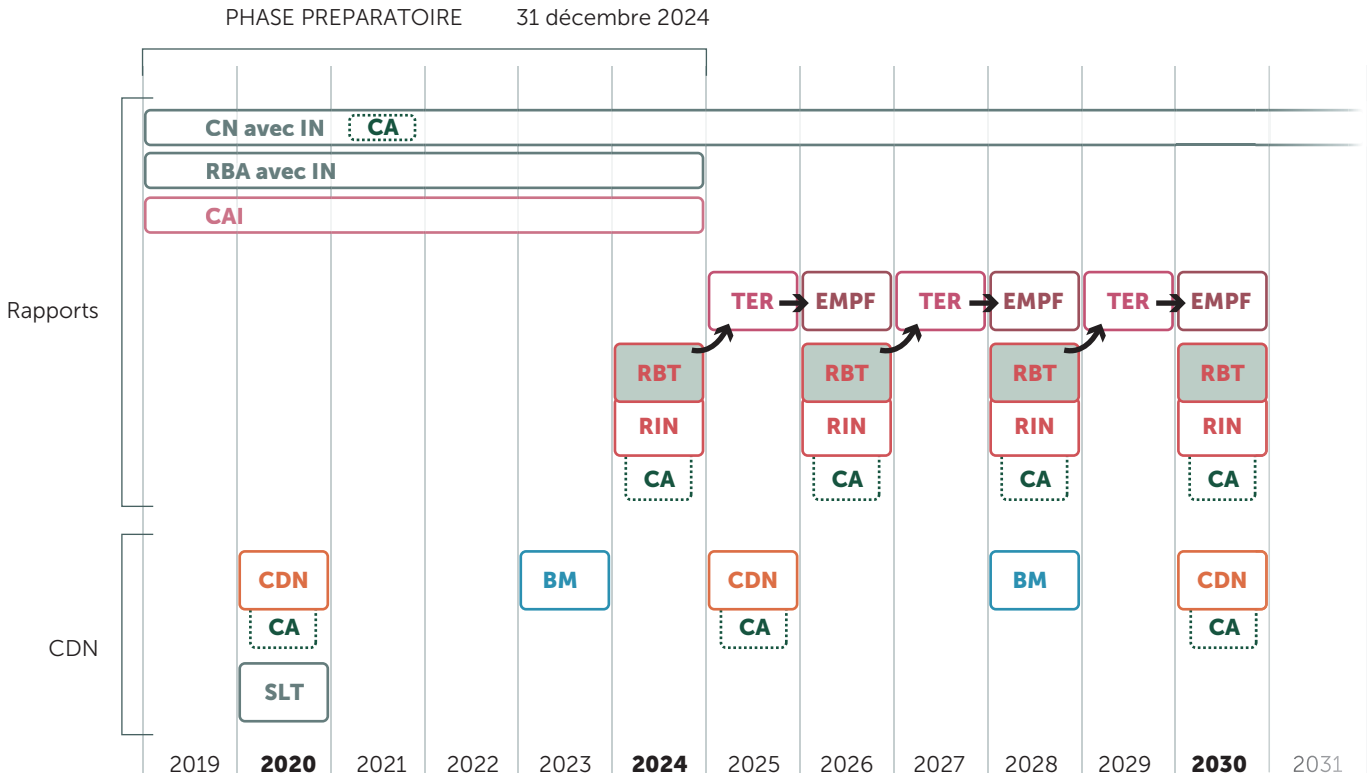 PHASE PREPARATOIRE 31 décembre 2024
CN avec IN CA
RBA avec IN
CAI
Rapports
TER EMPF TER EMPF TER EMPF
RBT RBT RBT RBT
RIN RIN RIN RIN
CA CA CA CA
CDN
CDN BM CDN BM CDN
CA CA CA
SLT
2019 2020 2021 2022 2023 2024 2025 2026 2027 2028 2029 2030 2031